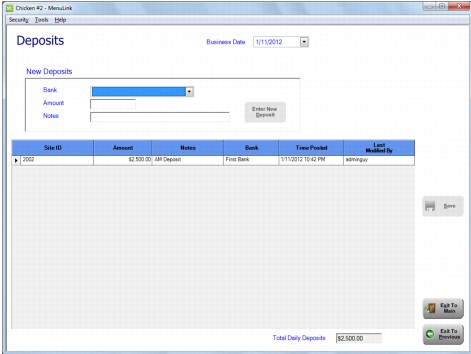 Chicken #2 - MenuLink
Security Tools Help
Deposits
Business Date 1/11/2012
New Deposits
Bank
Amount
Notes
Enter New
Deposit
Site ID Amount Notes Bank Time Posted Last Modified By
2002 $2,500.00 AM Deposit First Bank 1/11/2012 10:42 PM adminguy
Save
Exit To
Main
Total Daily Deposits $2,500.00
Exit To
Previous